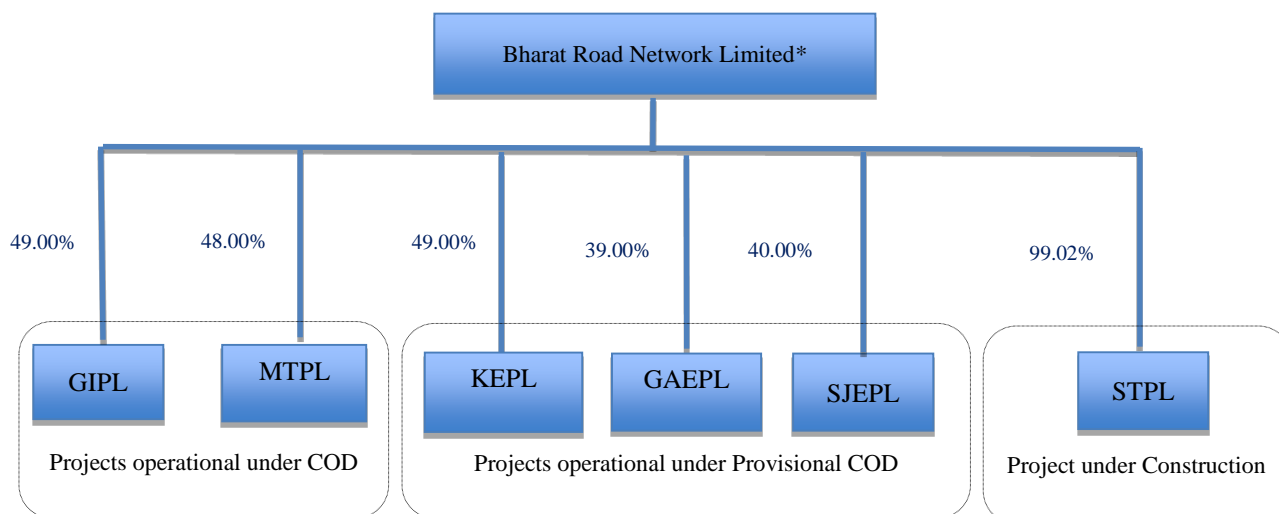 Bharat Road Network Limited*
49.00%
48.00%
49.00%
39.00%
40.00%
99.02%
GIPL
MTPL
KEPL
GAEPL
SJEPL
STPL
Projects operational under COD
Projects operational under Provisional COD
Project under Construction